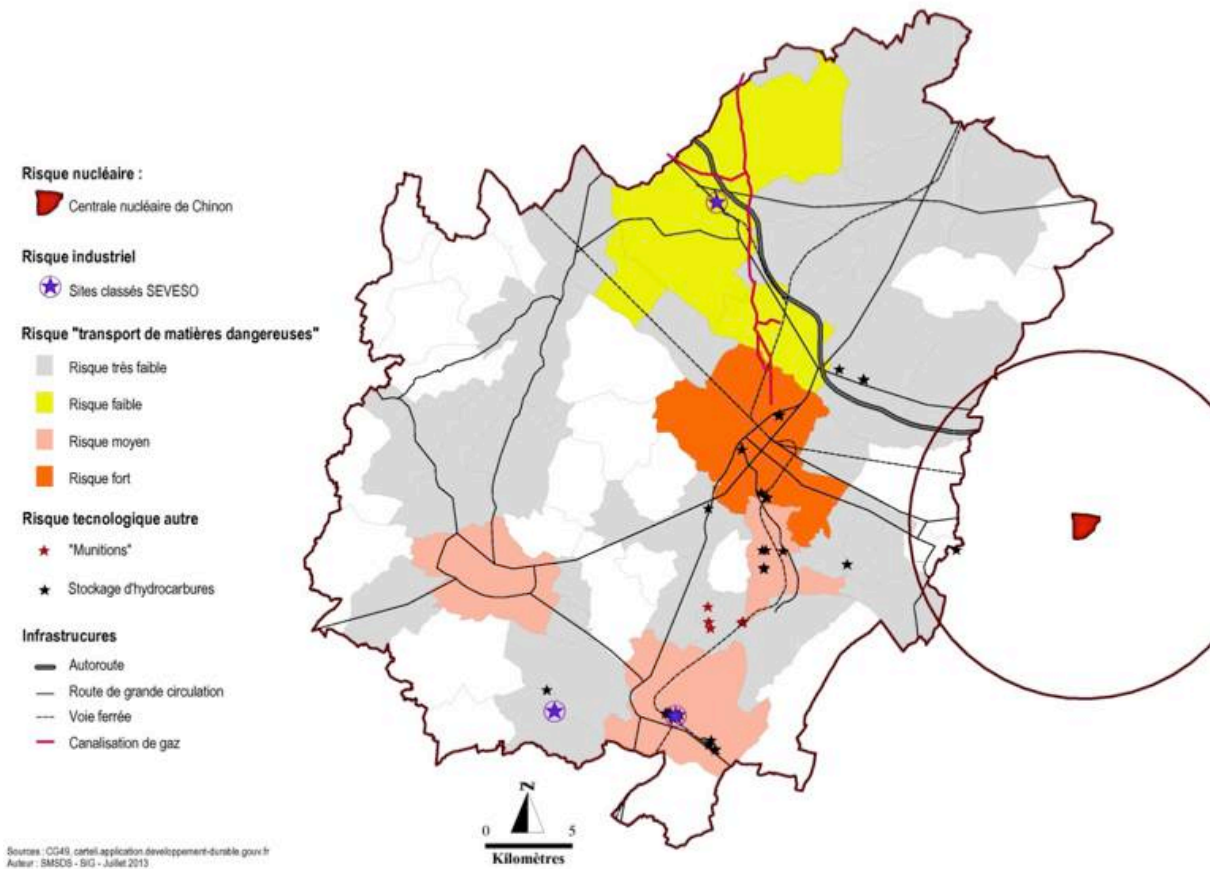 Risque nucléaire :
Centrale nucléaire de Chinon
Risque industriel
Sites classés SEVESO
Risque "transport de matières dangereuses"
Risque très faible
Risque faible
Risque moyen
Risque fort
Risque tecnologique autre
"Munitions"
Stockage d'hydrocarbures
Infrastrucures
Autoroute
Route de grande circulation
Voie ferrée
Canalisation de gaz
N
0 5
Kilomètres
Sources : CG49, carteli.application.developpement-durable.gouv.fr
Auteur : SMSDS - SIG - Juillet 2013